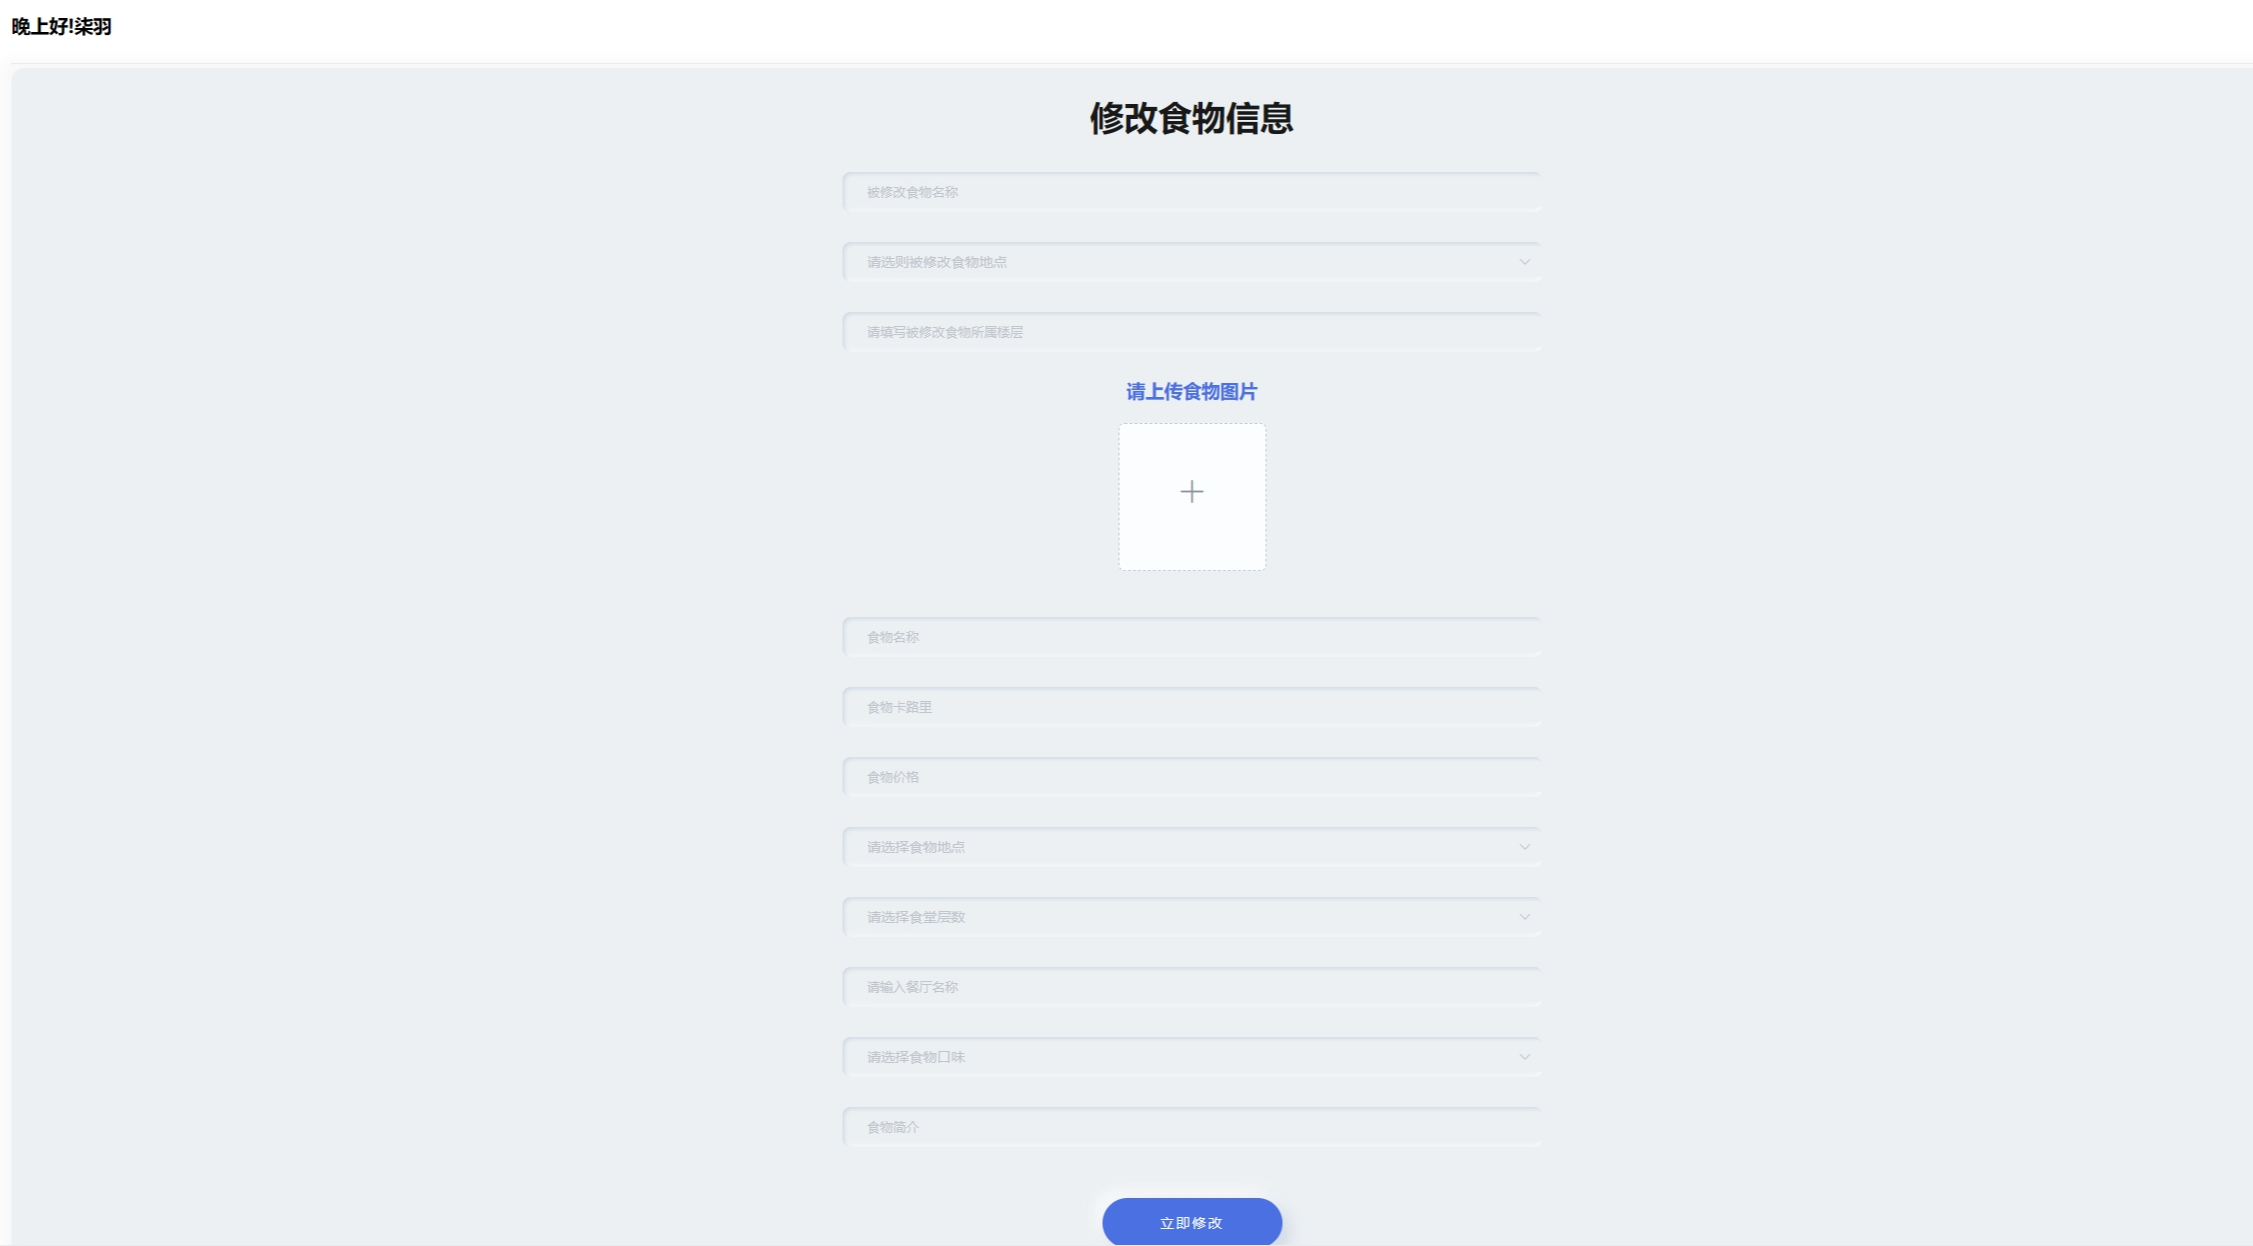 晚上好!柒羽
修改食物信息
被修改食物名称
请选则被修改食物地点
请填写被修改食物所属楼层
请上传食物图片
食物名称
食物卡路里
食物价格
请选择食物地点
请选择食堂层数
请输入餐厅名称
请选择食物口味
食物简介
立即修改